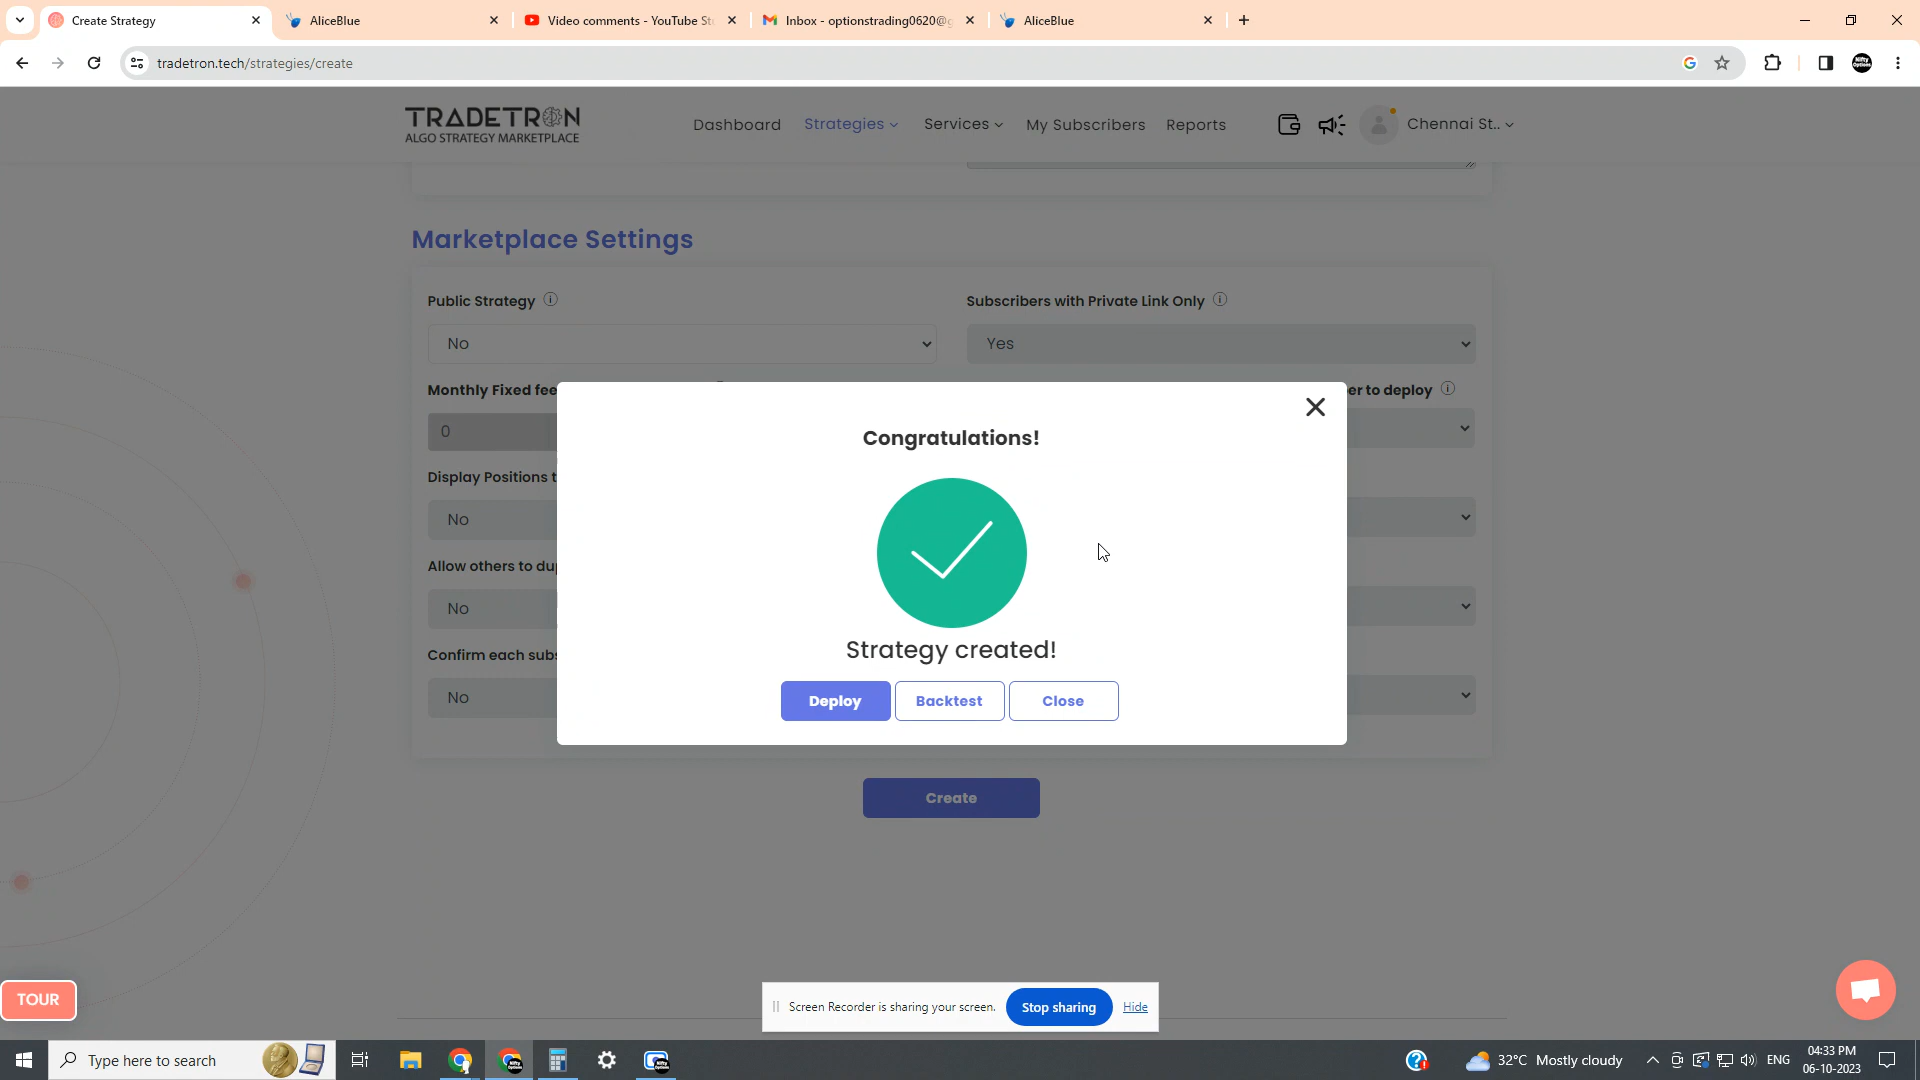 Create Strategy
AliceBlue
Video comments - YouTube St
Inbox - optionstrading0620@g
AliceBlue
tradetron.tech/strategies/create
TRADETRON
ALGO STRATEGY MARKETPLACE
Dashboard
Strategies
Services
My Subscribers
Reports
Chennai St..
Marketplace Settings
Public Strategy
Subscribers with Private Link Only
No
Yes
Monthly Fixed fee
er to deploy
0
Display Positions t
No
Allow others to du
No
Confirm each subs
No
Congratulations!
Strategy created!
Deploy
Backtest
Close
Create
TOUR
Screen Recorder is sharing your screen.
Stop sharing
Hide
Type here to search
32°C Mostly cloudy
ENG
04:33 PM
06-10-2023